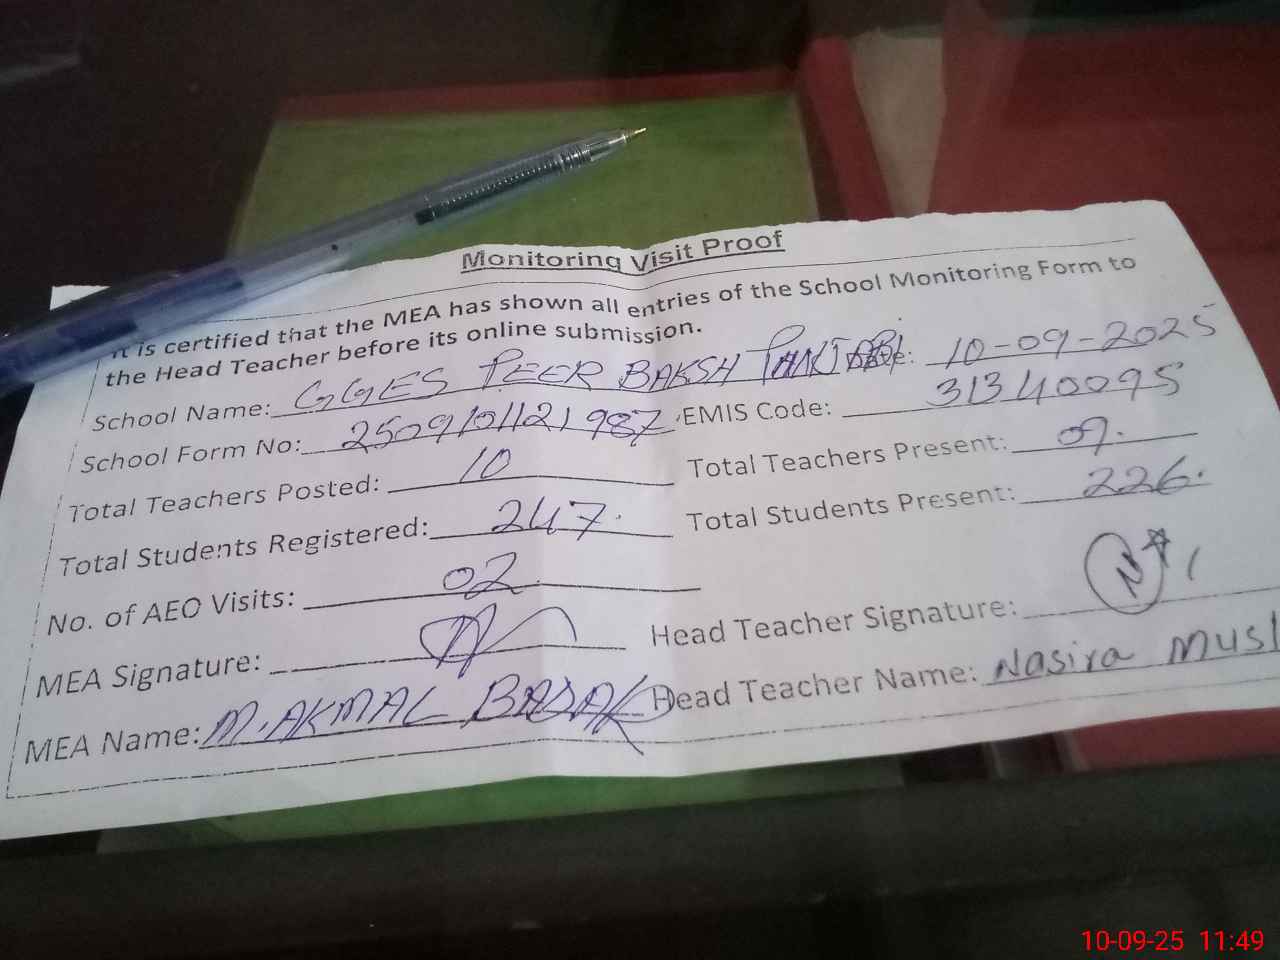 Monitoring Visit Proof
It is certified that the MEA has shown all entries of the School Monitoring Form to
the Head Teacher before its online submission.
School Name: GGES PEER BAKSH PANJABI Date: 10-09-2025
School Form No: 2509101121987 EMIS Code: 31340095
Total Teachers Posted: 10 Total Teachers Present: 09.
Total Students Registered: 247. Total Students Present: 226.
No. of AEO Visits: 02
MEA Signature: Head Teacher Signature:
MEA Name: M. AKMAL Head Teacher Name: Nasira Musl
10-09-25 11:49